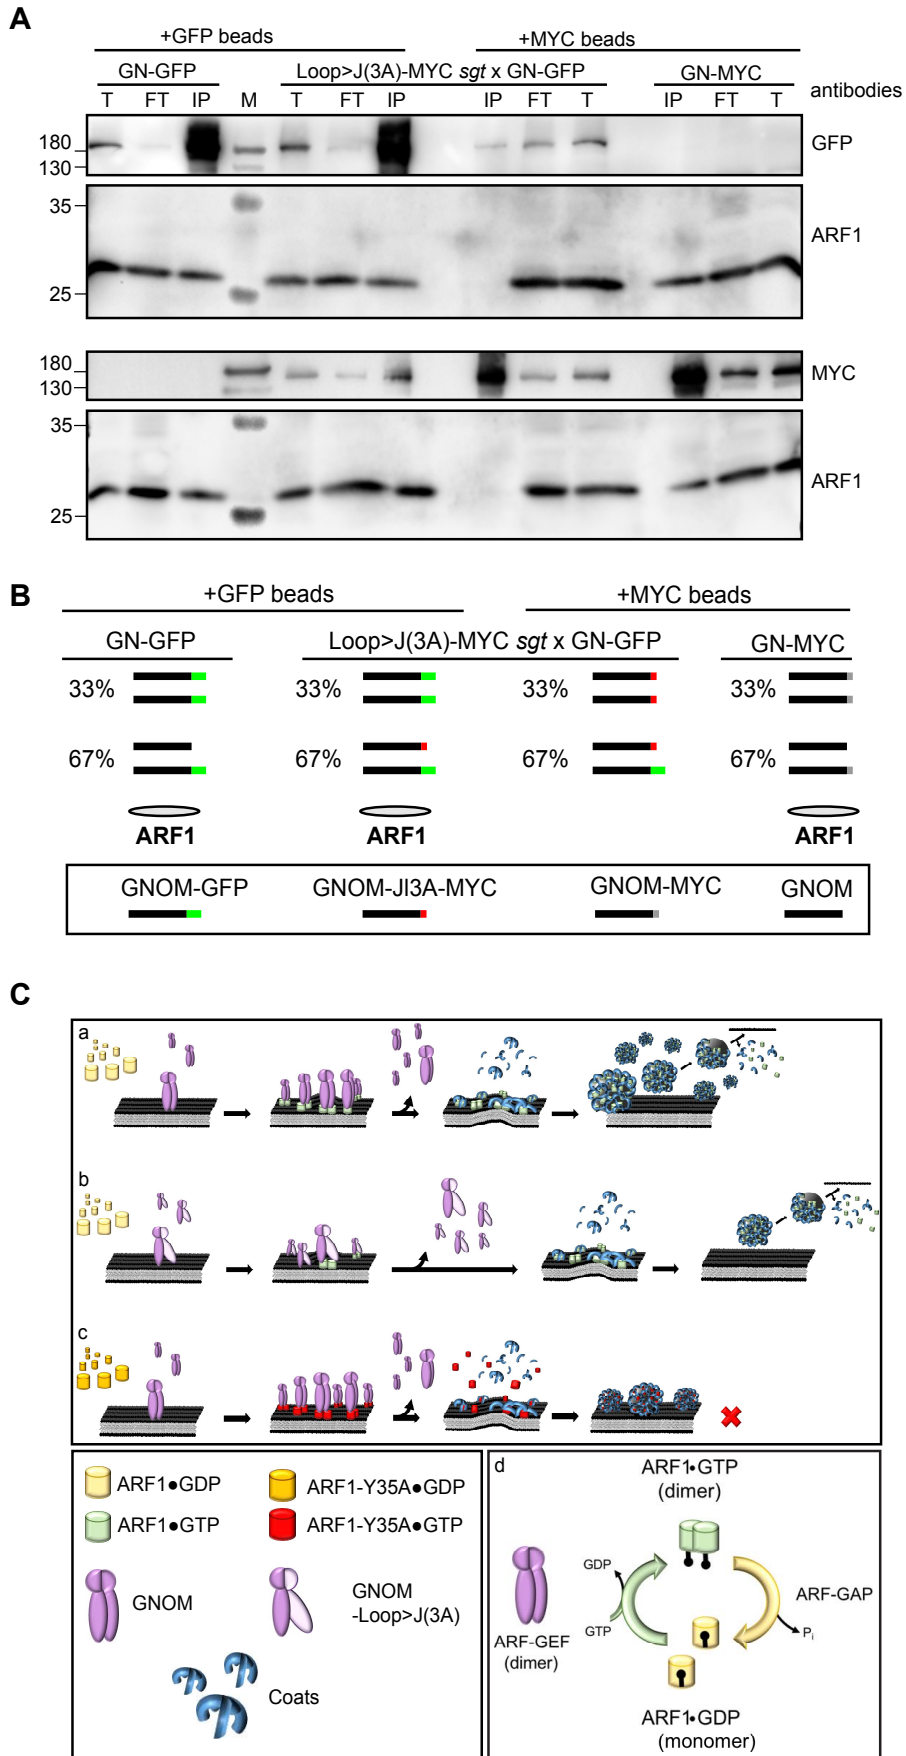 A
+GFP beads +MYC beads
GN-GFP Loop>J(3A)-MYC sgt x GN-GFP GN-MYC antibodies
T FT IP M T FT IP IP FT T IP FT T
180 GFP
130
35
ARF1
25
180 MYC
130
35
ARF1
25
B
+GFP beads +MYC beads
GN-GFP Loop>J(3A)-MYC sgt x GN-GFP GN-MYC
33% 33% 33% 33%
67% 67% 67% 67%
ARF1 ARF1 ARF1
GNOM-GFP GNOM-JI3A-MYC GNOM-MYC GNOM
C
a
b
c
ARF1●GDP ARF1-Y35A●GDP
ARF1●GTP ARF1-Y35A●GTP
GNOM GNOM
-Loop>J(3A)
Coats
d
ARF1•GTP
(dimer)
GDP
GTP
ARF-GAP
Pi
ARF-GEF
(dimer)
ARF1•GDP
(monomer)